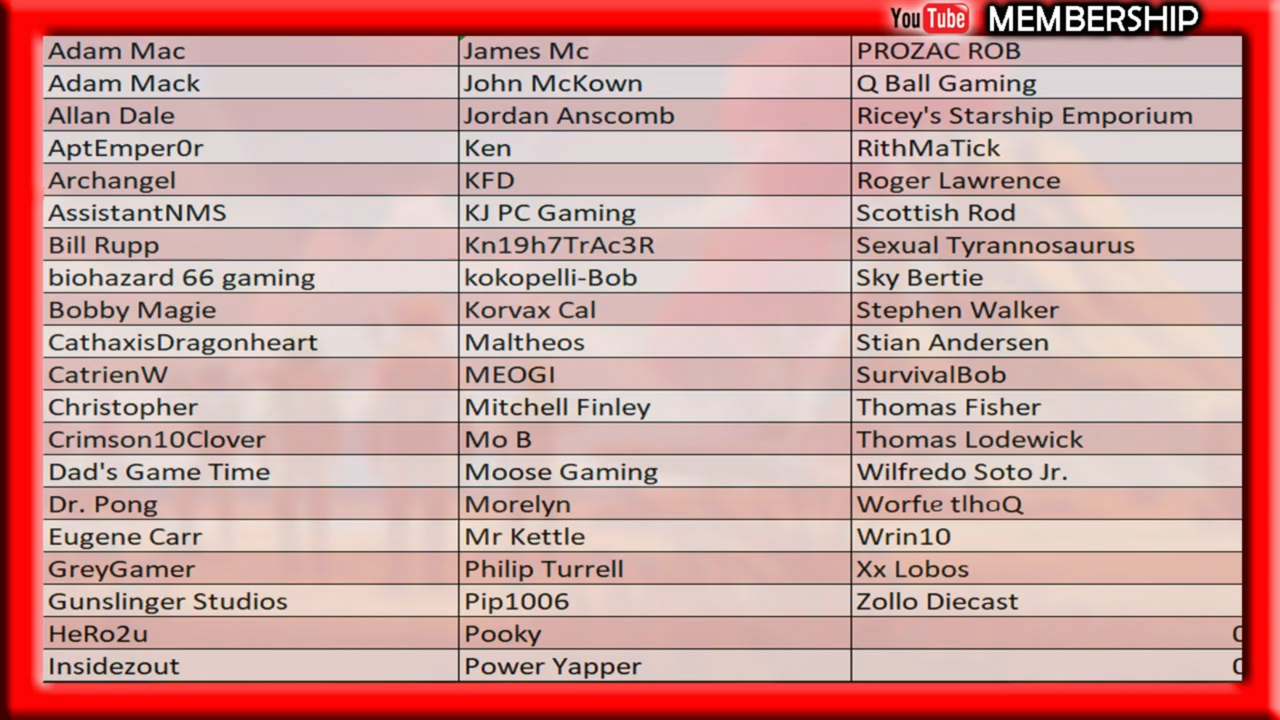 YouTube MEMBERSHIP
Adam Mac James Mc PROZAC ROB
Adam Mack John McKown Q Ball Gaming
Allan Dale Jordan Anscomb Ricey's Starship Emporium
AptEmper0r Ken RithMaTick
Archangel KFD Roger Lawrence
AssistantNMS KJ PC Gaming Scottish Rod
Bill Rupp Kn19h7TrAc3R Sexual Tyrannosaurus
biohazard 66 gaming kokopelli-Bob Sky Bertie
Bobby Magie Korvax Cal Stephen Walker
CathaxisDragonheart Maltheos Stian Andersen
CatrienW MEOGI SurvivalBob
Christopher Mitchell Finley Thomas Fisher
Crimson10Clover Mo B Thomas Lodewick
Dad's Game Time Moose Gaming Wilfredo Soto Jr.
Dr. Pong Morelyn Worfιe tlhαQ
Eugene Carr Mr Kettle Wrin10
GreyGamer Philip Turrell Xx Lobos
Gunslinger Studios Pip1006 Zollo Diecast
HeRo2u Pooky 0
Insidezout Power Yapper 0